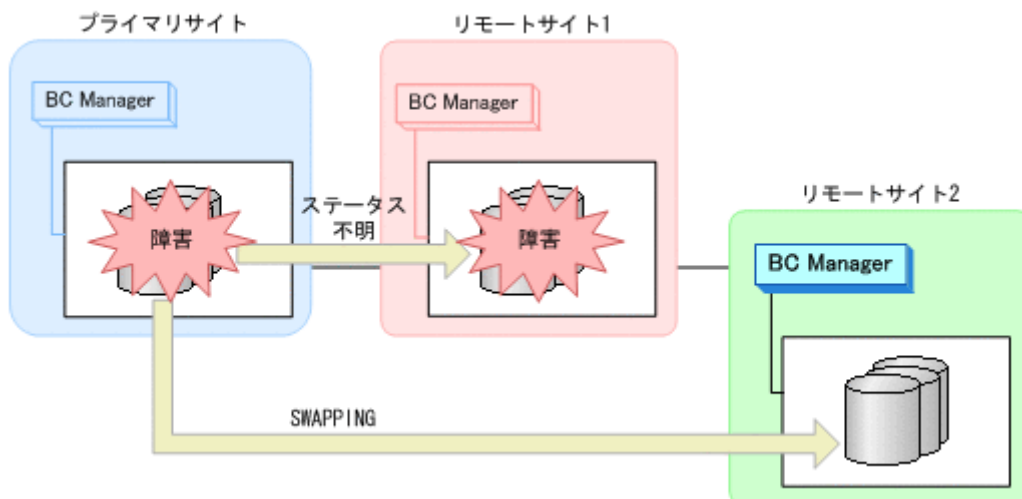 プライマリサイト
リモートサイト1
BC Manager
BC Manager
ステータス
不明
障害
障害
リモートサイト2
BC Manager
SWAPPING